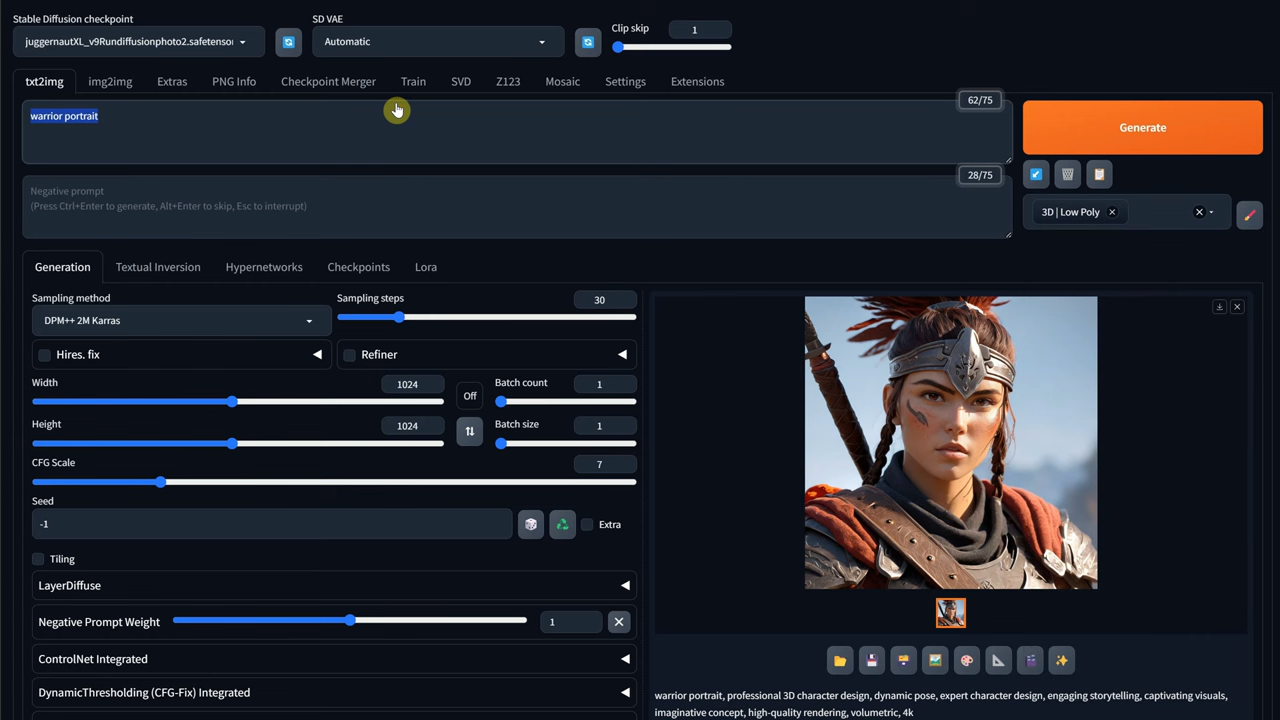 Stable Diffusion checkpoint
SD VAE
Clip skip
1
juggernautXL_v9Rundiffusionphoto2.safetensor
Automatic
txt2img
img2img
Extras
PNG Info
Checkpoint Merger
Train
SVD
Z123
Mosaic
Settings
Extensions
62/75
warrior portrait
Generate
28/75
Negative prompt
(Press Ctrl+Enter to generate, Alt+Enter to skip, Esc to interrupt)
3D | Low Poly
Generation
Textual Inversion
Hypernetworks
Checkpoints
Lora
Sampling method
Sampling steps
30
DPM++ 2M Karras
Hires. fix
Refiner
Width
1024
Off
Batch count
1
Height
1024
Batch size
1
CFG Scale
7
Seed
-1
Extra
Tiling
LayerDiffuse
Negative Prompt Weight
1
ControlNet Integrated
DynamicThresholding (CFG-Fix) Integrated
warrior portrait, professional 3D character design, dynamic pose, expert character design, engaging storytelling, captivating visuals,
imaginative concept, high-quality rendering, volumetric, 4k